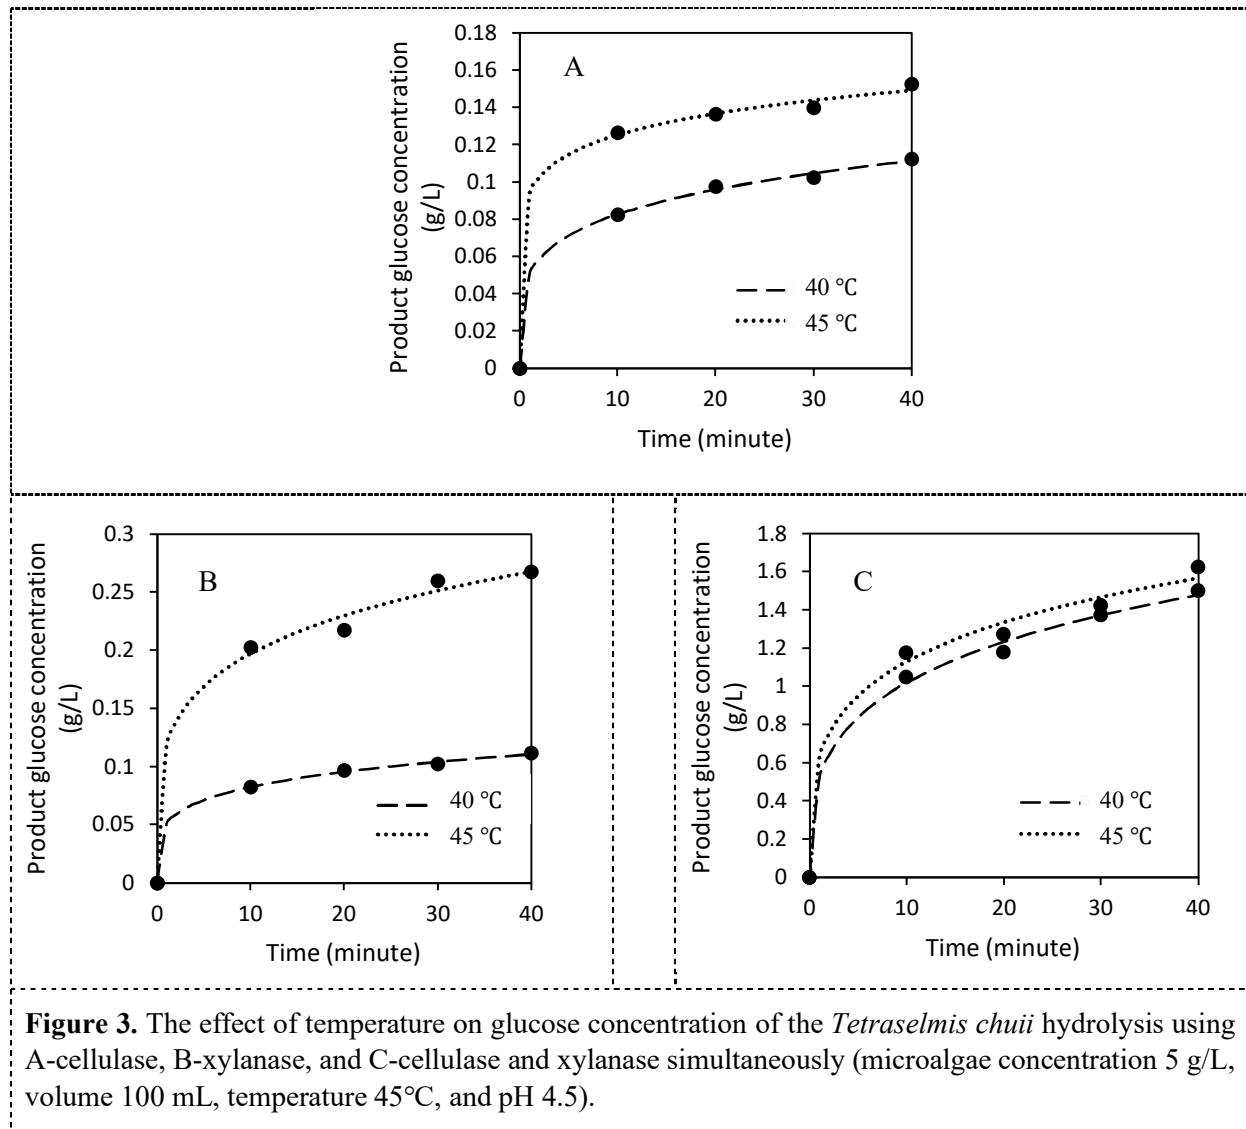 0.18
0.16
0.14
0.12
0.1
0.08
0.06
0.04
0.02
0
A
Product glucose concentration
(g/L)
40 ℃
45 ℃
0 10 20 30 40
Time (minute)
0.3
0.25
0.2
0.15
0.1
0.05
0
B
Product glucose concentration
(g/L)
40 ℃
45 ℃
0 10 20 30 40
Time (minute)
1.8
1.6
1.4
1.2
1
0.8
0.6
0.4
0.2
0
C
Product glucose concentration
(g/L)
40 ℃
45 ℃
0 10 20 30 40
Time (minute)
Figure 3. The effect of temperature on glucose concentration of the Tetraselmis chuii hydrolysis using
A-cellulase, B-xylanase, and C-cellulase and xylanase simultaneously (microalgae concentration 5 g/L,
volume 100 mL, temperature 45℃, and pH 4.5).